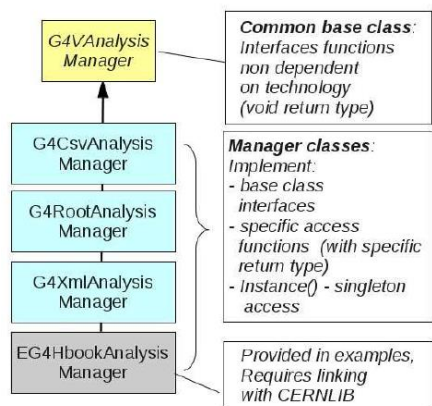 G4VAnalysis
Manager
Common base class:
Interfaces functions
non dependent
on technology
(void return type)
G4CsvAnalysis
Manager
G4RootAnalysis
Manager
G4XmlAnalysis
Manager
EG4HbookAnalysis
Manager
Manager classes:
Implement:
- base class
interfaces
- specific access
functions (with specific
return type)
- Instance() - singleton
access
Provided in examples,
Requires linking
with CERNLIB